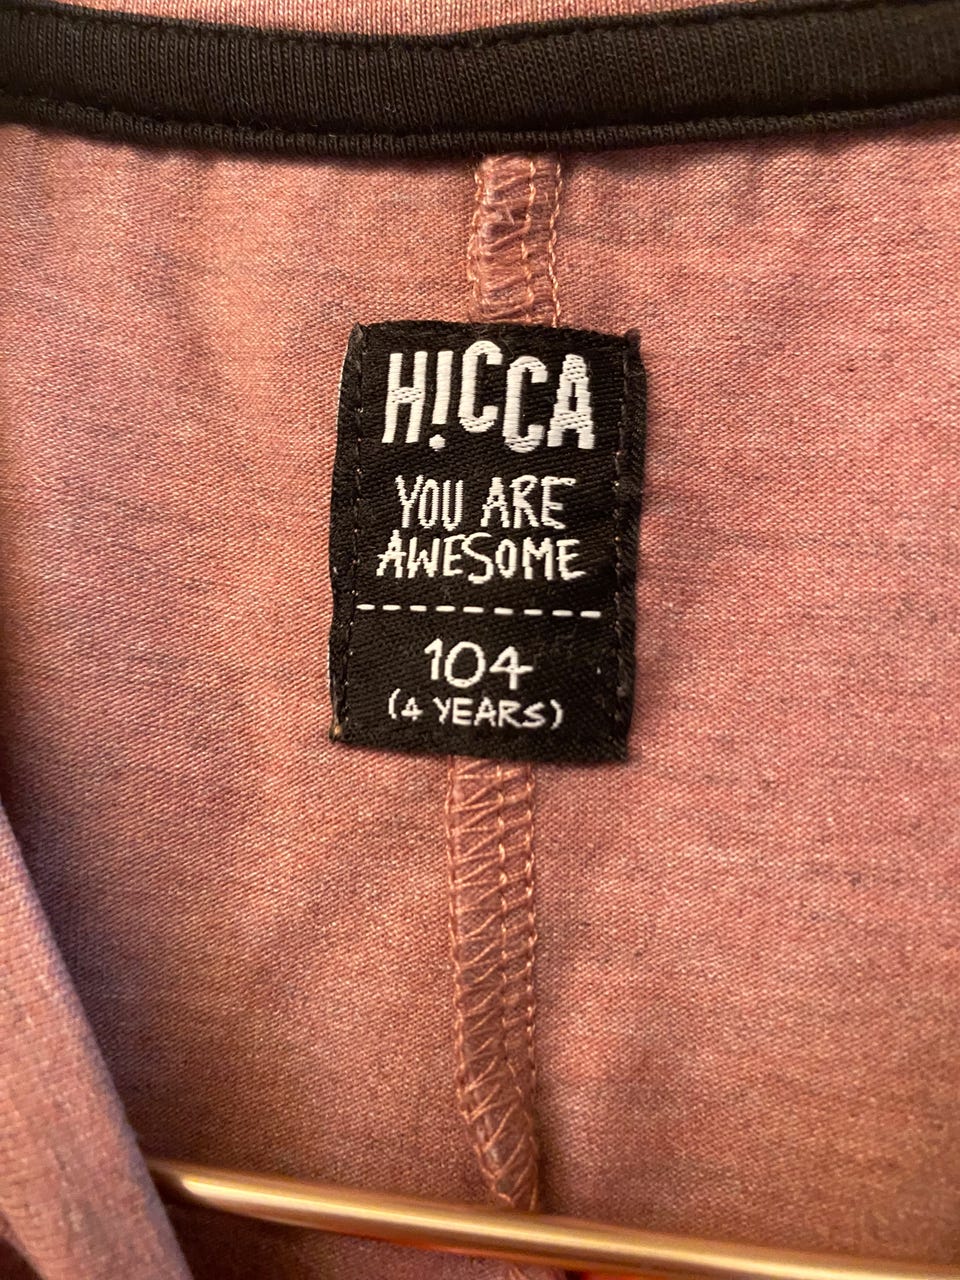 H!CCA
YOU ARE
AWESOME
104
(4 YEARS)